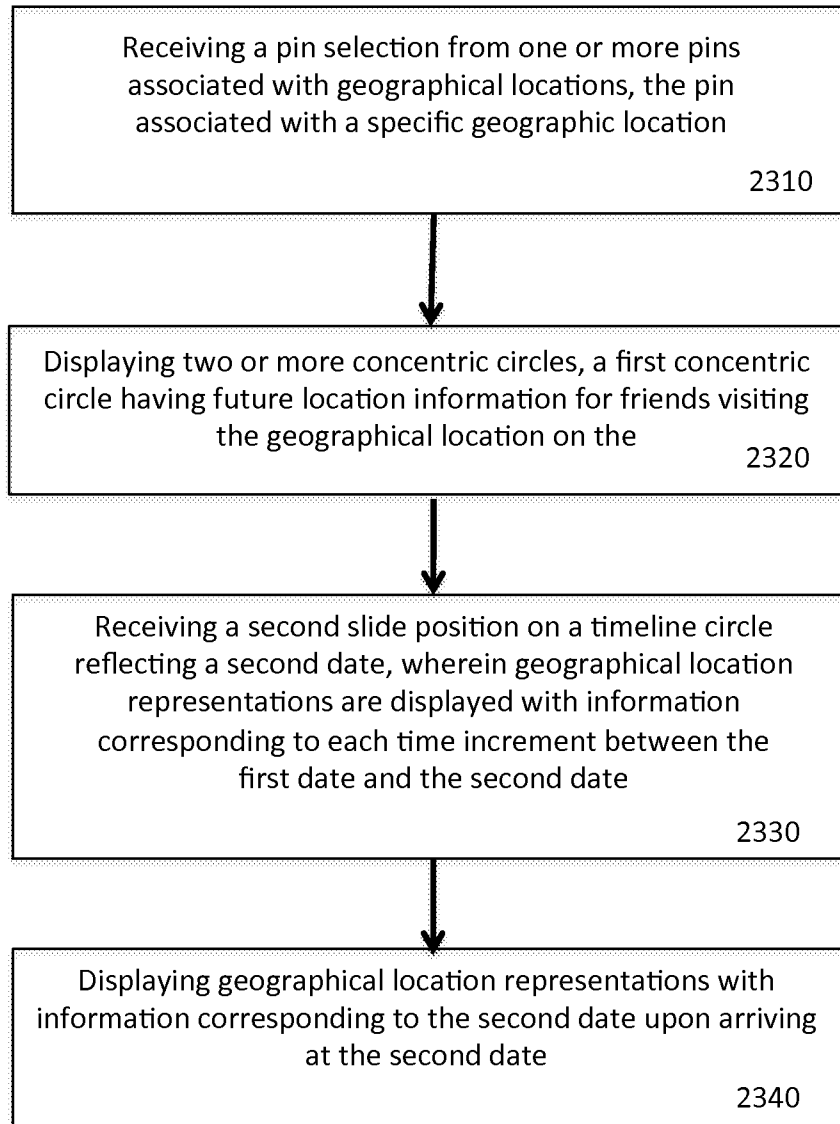 Receiving a pin selection from one or more pins
associated with geographical locations, the pin
associated with a specific geographic location
2310
Displaying two or more concentric circles, a first concentric
circle having future location information for friends visiting
the geographical location on the
2320
Receiving a second slide position on a timeline circle
reflecting a second date, wherein geographical location
representations are displayed with information
corresponding to each time increment between the
first date and the second date
2330
Displaying geographical location representations with
information corresponding to the second date upon arriving
at the second date
2340